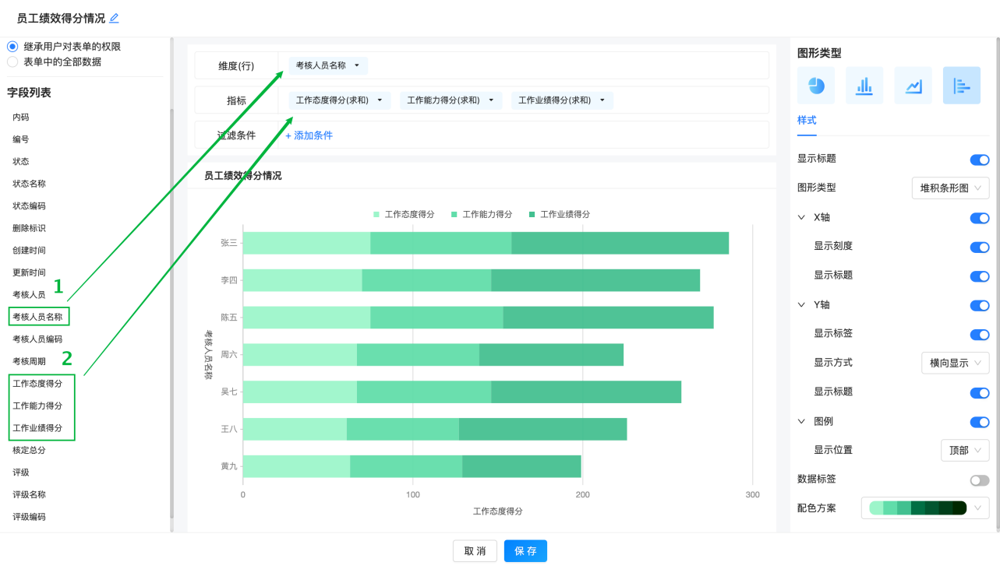 员工绩效得分情况
继承用户对表单的权限
表单中的全部数据
字段列表
内码
编号
状态
状态名称
状态编码
删除标识
创建时间
更新时间
考核人员
1
考核人员名称
考核人员编码
考核周期
2
工作态度得分
工作能力得分
工作业绩得分
核定总分
评级
评级名称
评级编码
维度(行) 考核人员名称
指标 工作态度得分(求和) 工作能力得分(求和) 工作业绩得分(求和)
过滤条件 + 添加条件
员工绩效得分情况
工作态度得分 工作能力得分 工作业绩得分
考核人员名称
张三
李四
陈五
周六
吴七
王八
黄九
0 100 200 300
工作态度得分
图形类型
样式
显示标题
图形类型 堆积条形图
X轴
显示刻度
显示标题
Y轴
显示标签
显示方式 横向显示
显示标题
图例
显示位置 顶部
数据标签
配色方案
取 消 保 存